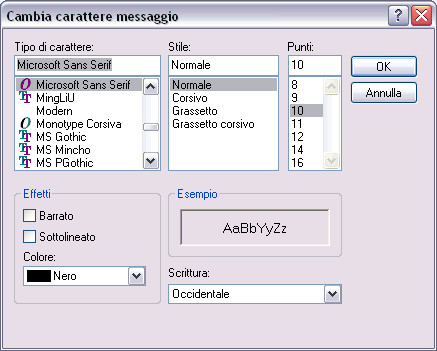 Cambia carattere messaggio
Tipo di carattere:
Microsoft Sans Serif
Microsoft Sans Serif
MingLiU
Modern
Monotype Corsiva
MS Gothic
MS Mincho
MS PGothic
Stile:
Normale
Normale
Corsivo
Grassetto
Grassetto corsivo
Punti:
10
8
9
10
11
12
14
16
OK
Annulla
Effetti
Barrato
Sottolineato
Colore:
Nero
Esempio
AaBbYyZz
Scrittura:
Occidentale